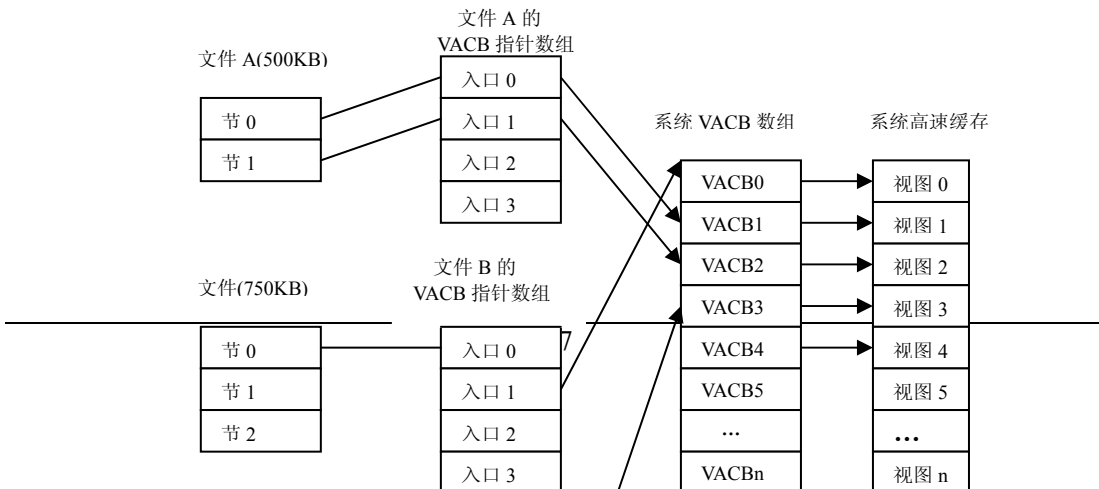 文件 A 的
VACB 指针数组
文件 A(500KB)
入口 0
入口 1
入口 2
入口 3
节 0
节 1
系统 VACB 数组
系统高速缓存
VACB0
VACB1
VACB2
VACB3
VACB4
VACB5
...
VACBn
视图 0
视图 1
视图 2
视图 3
视图 4
视图 5
...
视图 n
文件 B 的
VACB 指针数组
文件(750KB)
节 0
节 1
节 2
入口 0
入口 1
入口 2
入口 3